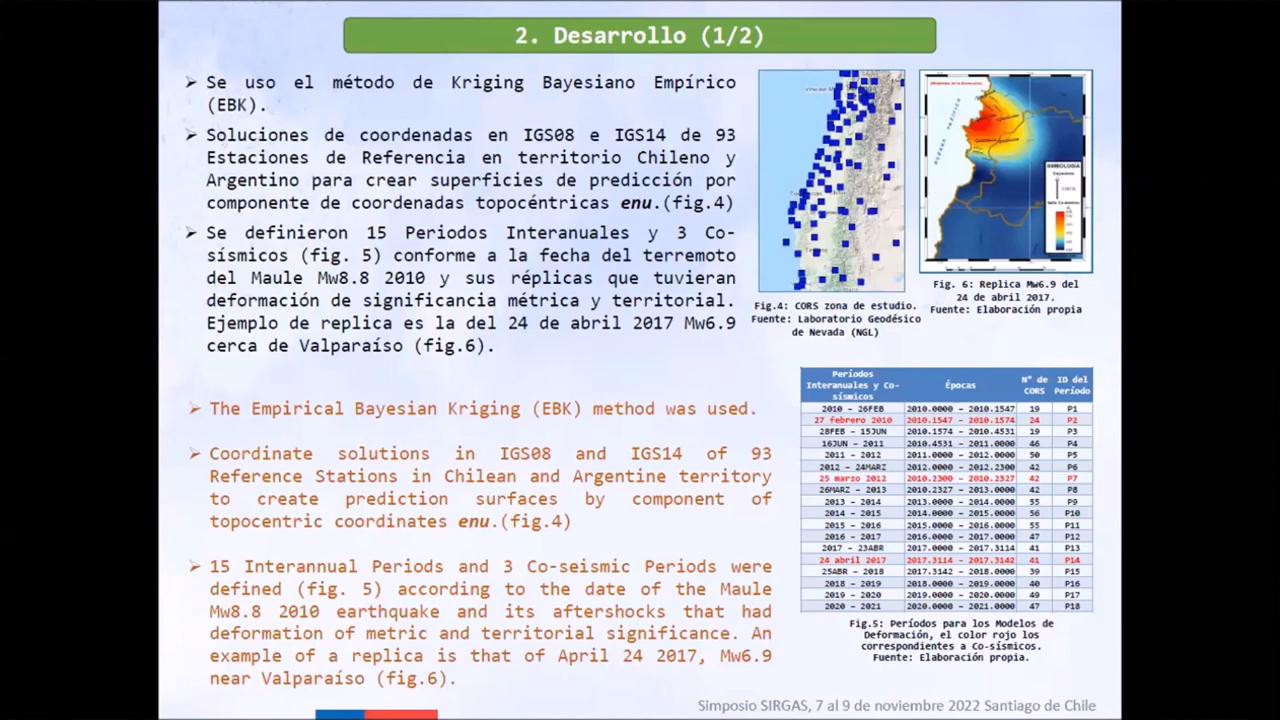 2. Desarrollo (1/2)
➢ Se uso el método de Kriging Bayesiano Empírico
(EBK).
➢ Soluciones de coordenadas en IGS08 e IGS14 de 93
Estaciones de Referencia en territorio Chileno y
Argentino para crear superficies de predicción por
componente de coordenadas topocéntricas enu.(fig.4)
➢ Se definieron 15 Periodos Interanuales y 3 Co-
sísmicos (fig. 5) conforme a la fecha del terremoto
del Maule Mw8.8 2010 y sus réplicas que tuvieran
deformación de significancia métrica y territorial.
Ejemplo de replica es la del 24 de abril 2017 Mw6.9
cerca de Valparaíso (fig.6).
➢ The Empirical Bayesian Kriging (EBK) method was used.
➢ Coordinate solutions in IGS08 and IGS14 of 93
Reference Stations in Chilean and Argentine territory
to create prediction surfaces by component of
topocentric coordinates enu.(fig.4)
➢ 15 Interannual Periods and 3 Co-seismic Periods were
defined (fig. 5) according to the date of the Maule
Mw8.8 2010 earthquake and its aftershocks that had
deformation of metric and territorial significance. An
example of a replica is that of April 24 2017, Mw6.9
near Valparaíso (fig.6).
Fig.4: CORS zona de estudio.
Fuente: Laboratorio Geodésico
de Nevada (NGL)
SIMBOLOGIA
Fig. 6: Replica Mw6.9 del
24 de abril 2017.
Fuente: Elaboración propia
Períodos Interanuales y Co-sísmicos Épocas N° de CORS ID del Período
2010 - 26FEB 2010.0000 - 2010.1547 19 P1
27 febrero 2010 2010.1547 - 2010.1574 24 P2
28FEB - 15JUN 2010.1574 - 2010.4531 19 P3
16JUN - 2011 2010.4531 - 2011.0000 46 P4
2011 - 2012 2011.0000 - 2012.0000 50 P5
2012 - 24MARZ 2012.0000 - 2012.2300 42 P6
25 marzo 2012 2010.2300 - 2010.2327 42 P7
26MARZ - 2013 2010.2327 - 2013.0000 42 P8
2013 - 2014 2013.0000 - 2014.0000 55 P9
2014 - 2015 2014.0000 - 2015.0000 56 P10
2015 - 2016 2015.0000 - 2016.0000 55 P11
2016 - 2017 2016.0000 - 2017.0000 47 P12
2017 - 23ABR 2017.0000 - 2017.3114 41 P13
24 abril 2017 2017.3114 - 2017.3142 41 P14
25ABR - 2018 2017.3142 - 2018.0000 39 P15
2018 - 2019 2018.0000 - 2019.0000 40 P16
2019 - 2020 2019.0000 - 2020.0000 49 P17
2020 - 2021 2020.0000 - 2021.0000 47 P18
Fig.5: Períodos para los Modelos de
Deformación, el color rojo los
correspondientes a Co-sísmicos.
Fuente: Elaboración propia.
Simposio SIRGAS, 7 al 9 de noviembre 2022 Santiago de Chile